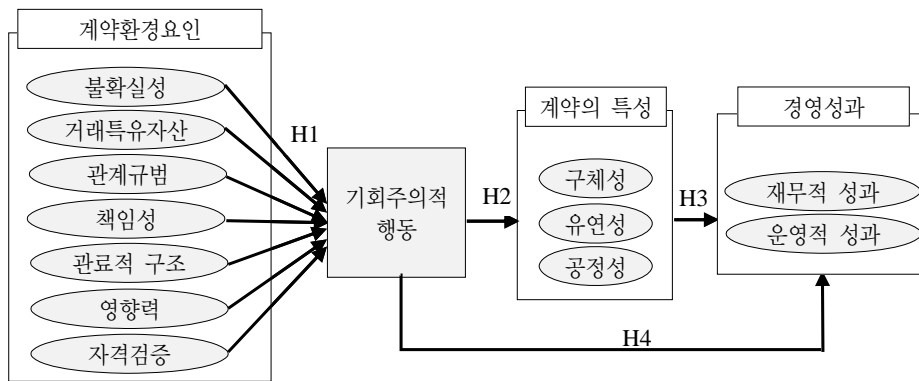 계약환경요인
불확실성
거래특유자산
관계규범
책임성
관료적 구조
영향력
자격검증
H1
기회주의적
행동
H2
계약의 특성
구체성
유연성
공정성
H3
경영성과
재무적 성과
운영적 성과
H4